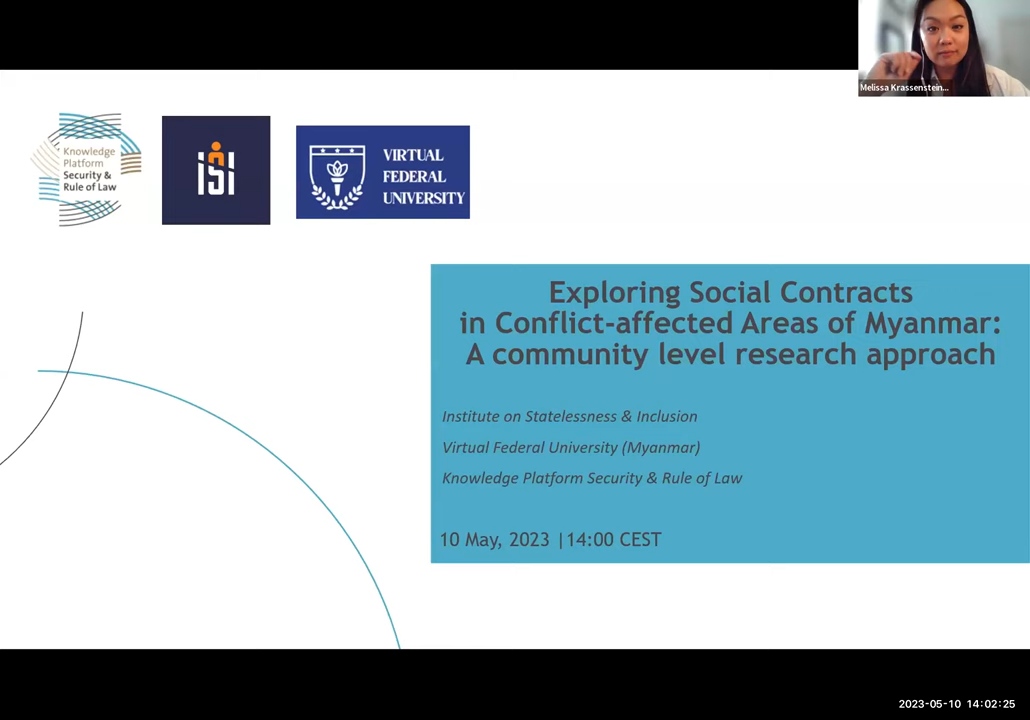 Melissa Krassenstein...
Knowledge
Platform
Security &
Rule of Law
iSI
VIRTUAL
FEDERAL
UNIVERSITY
Exploring Social Contracts
in Conflict-affected Areas of Myanmar:
A community level research approach
Institute on Statelessness & Inclusion
Virtual Federal University (Myanmar)
Knowledge Platform Security & Rule of Law
10 May, 2023 |14:00 CEST
2023-05-10 14:02:25